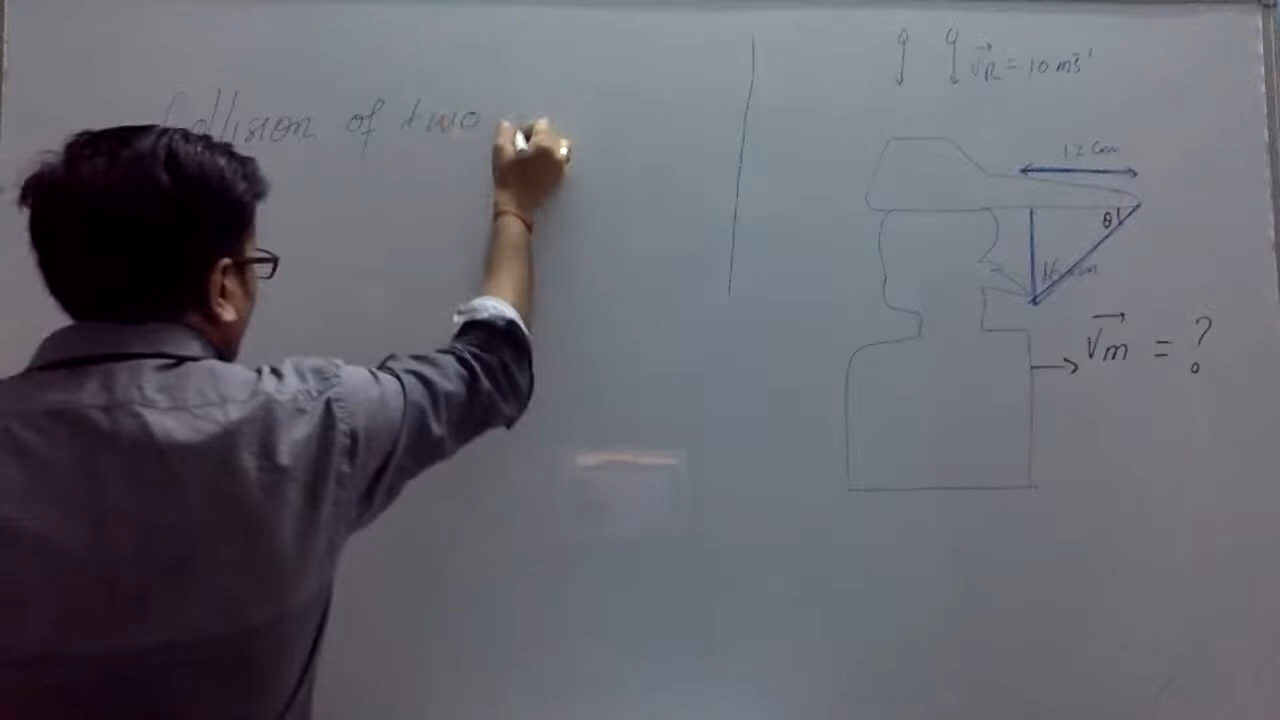 Collision of two
V⃗R = 10 ms⁻¹
12 cm
θ
16 cm
V⃗m = ?